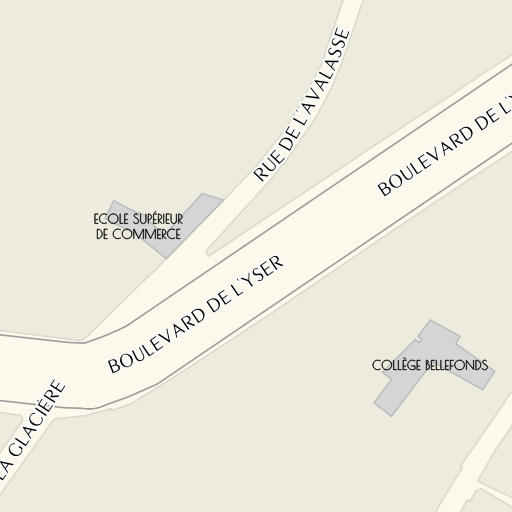 RUE DE L'AVALASSE
BOULEVARD DE L'Y
ECOLE SUPÉRIEUR
DE COMMERCE
BOULEVARD DE L'YSER
COLLÈGE BELLEFONDS
LA GLACIÈRE